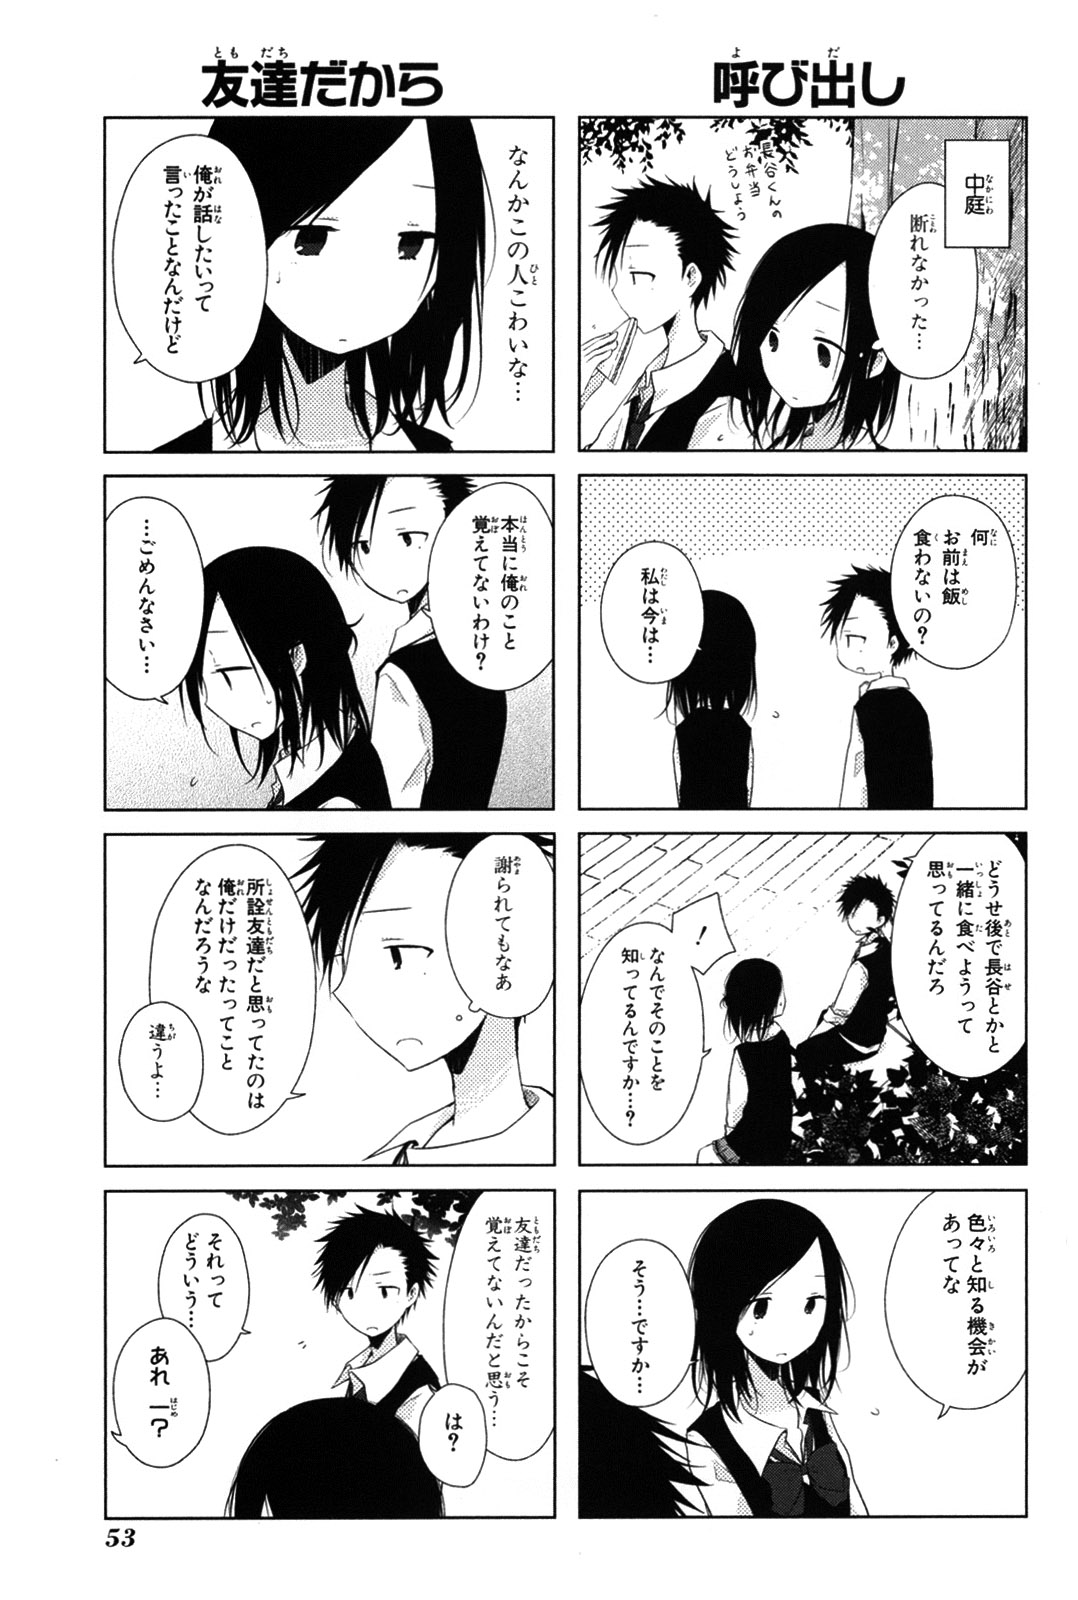 呼び出し
中庭
断れなかった…
長谷くんの
お弁当
どうしよう
何
お前は飯
食わないの?
私は今は…
どうせ後で長谷とかと
一緒に食べようって
思ってるんだろ
!
なんでそのことを
知ってるんですか…?
色々と知る機会が
あってな
そう…ですか…
友達だから
なんかこの人こわいな…
俺が話したいって
言ったことなんだけど
本当に俺のこと
覚えてないわけ?
…ごめんなさい…
謝られてもなあ
所詮友達だと思ってたのは
俺だけだったってこと
なんだろうな
違うよ…
友達だったからこそ
覚えてないんだと思う…
は?
それって
どういう…
あれ 一?
53